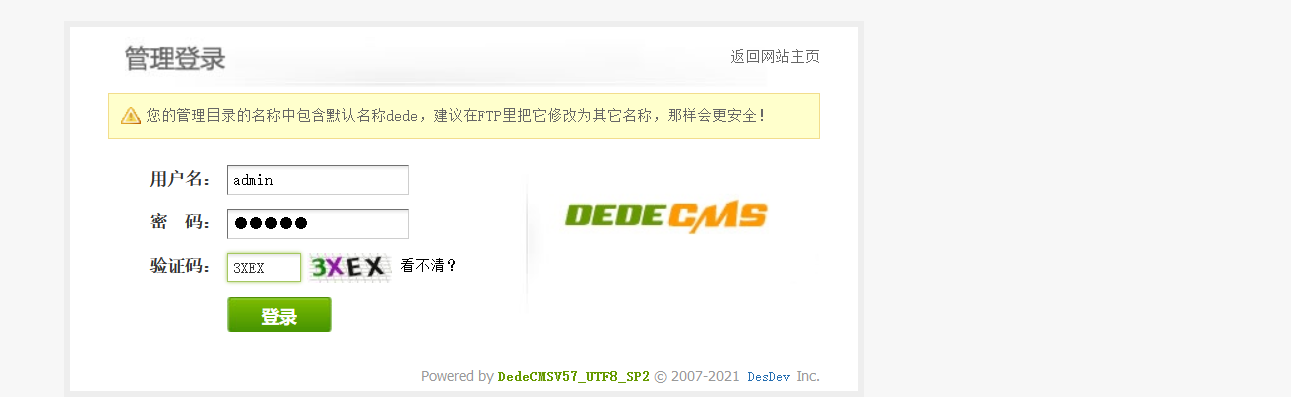 管理登录
返回网站主页
您的管理目录的名称中包含默认名称dede，建议在FTP里把它修改为其它名称，那样会更安全！
用户名： admin
密 码： ●●●●●
验证码： 3XEX 3XEX 看不清？
DEDECMS
登录
Powered by DedeCMSV57_UTF8_SP2 © 2007-2021 DesDev Inc.